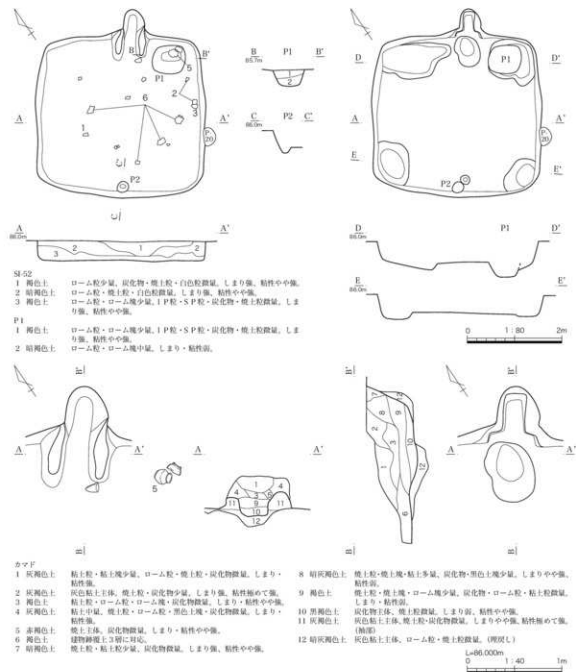 B
B'
P1
5
2
6
3
1
A
A'
P20
C
P2
B P1 B'
85.7m
1
2
C P2 C'
86.0m
D
D'
P1
A
A'
P20
E
E'
P2
A
A'
86.0m
2
1
3
2
D P1 D'
86.0m
E E'
86.0m
0 1:80 2m
SI-52
1 褐色土 ローム粒少量、炭化物・焼土粒・白色粒微量。しまり強、粘性やや強。
2 暗褐色土 ローム粒・焼土粒・白色粒微量。しまり強、粘性やや強。
3 褐色土 ローム粒・ローム塊少量、IP粒・SP粒・炭化物・焼土粒微量。しま
り強、粘性やや強。
P1
1 褐色土 ローム粒・ローム塊少量、IP粒・SP粒・炭化物・焼土粒微量。しま
り強、粘性やや強。
2 暗褐色土 ローム粒・ローム塊中量。しまり・粘性弱。
B'
A
A'
5
B
A
A'
1
4
4
3
6
11
9
11
10
12
B'
B
17
12
8
9
2
3
10
1
12
6
B'
A
A'
B
カマド
1 灰褐色土 粘土粒・粘土塊少量、ローム粒・焼土粒・炭化物微量。しまり・
粘性強。
2 灰褐色土 灰色粘土主体、焼土粒・炭化物少量。しまり強、粘性極めて強。
3 褐色土 粘土粒・ローム粒・ローム塊・炭化物微量。しまり・粘性やや強。
4 灰褐色土 粘土中量、ローム粒・焼土粒・黒色土塊・炭化物微量。しまり・
粘性強。
5 赤褐色土 焼土主体、炭化物微量。しまり・粘性やや強。
6 褐色土 建物跡覆土3層に対応。
7 暗褐色土 焼土粒・粘土粒少量、炭化物微量。しまり強、粘性やや強。
8 暗灰褐色土 焼土粒・焼土塊・粘土多量、炭化物・黒色土塊少量。しまりやや強、
粘性弱。
9 褐色土 焼土粒・焼土塊・ローム塊少量、炭化物・ローム粒・粘土粒微量。
しまり・粘性弱。
10 黒褐色土 炭化物主体、焼土粒微量。しまり弱、粘性やや強。
11 灰褐色土 灰色粘土主体、焼土粒・炭化物微量。しまりやや強、粘性極めて強。
(袖部)
12 暗灰褐色土 灰色粘土主体、ローム粒・焼土粒微量。(埋戻し)
L=86.000m
0 1:40 1m